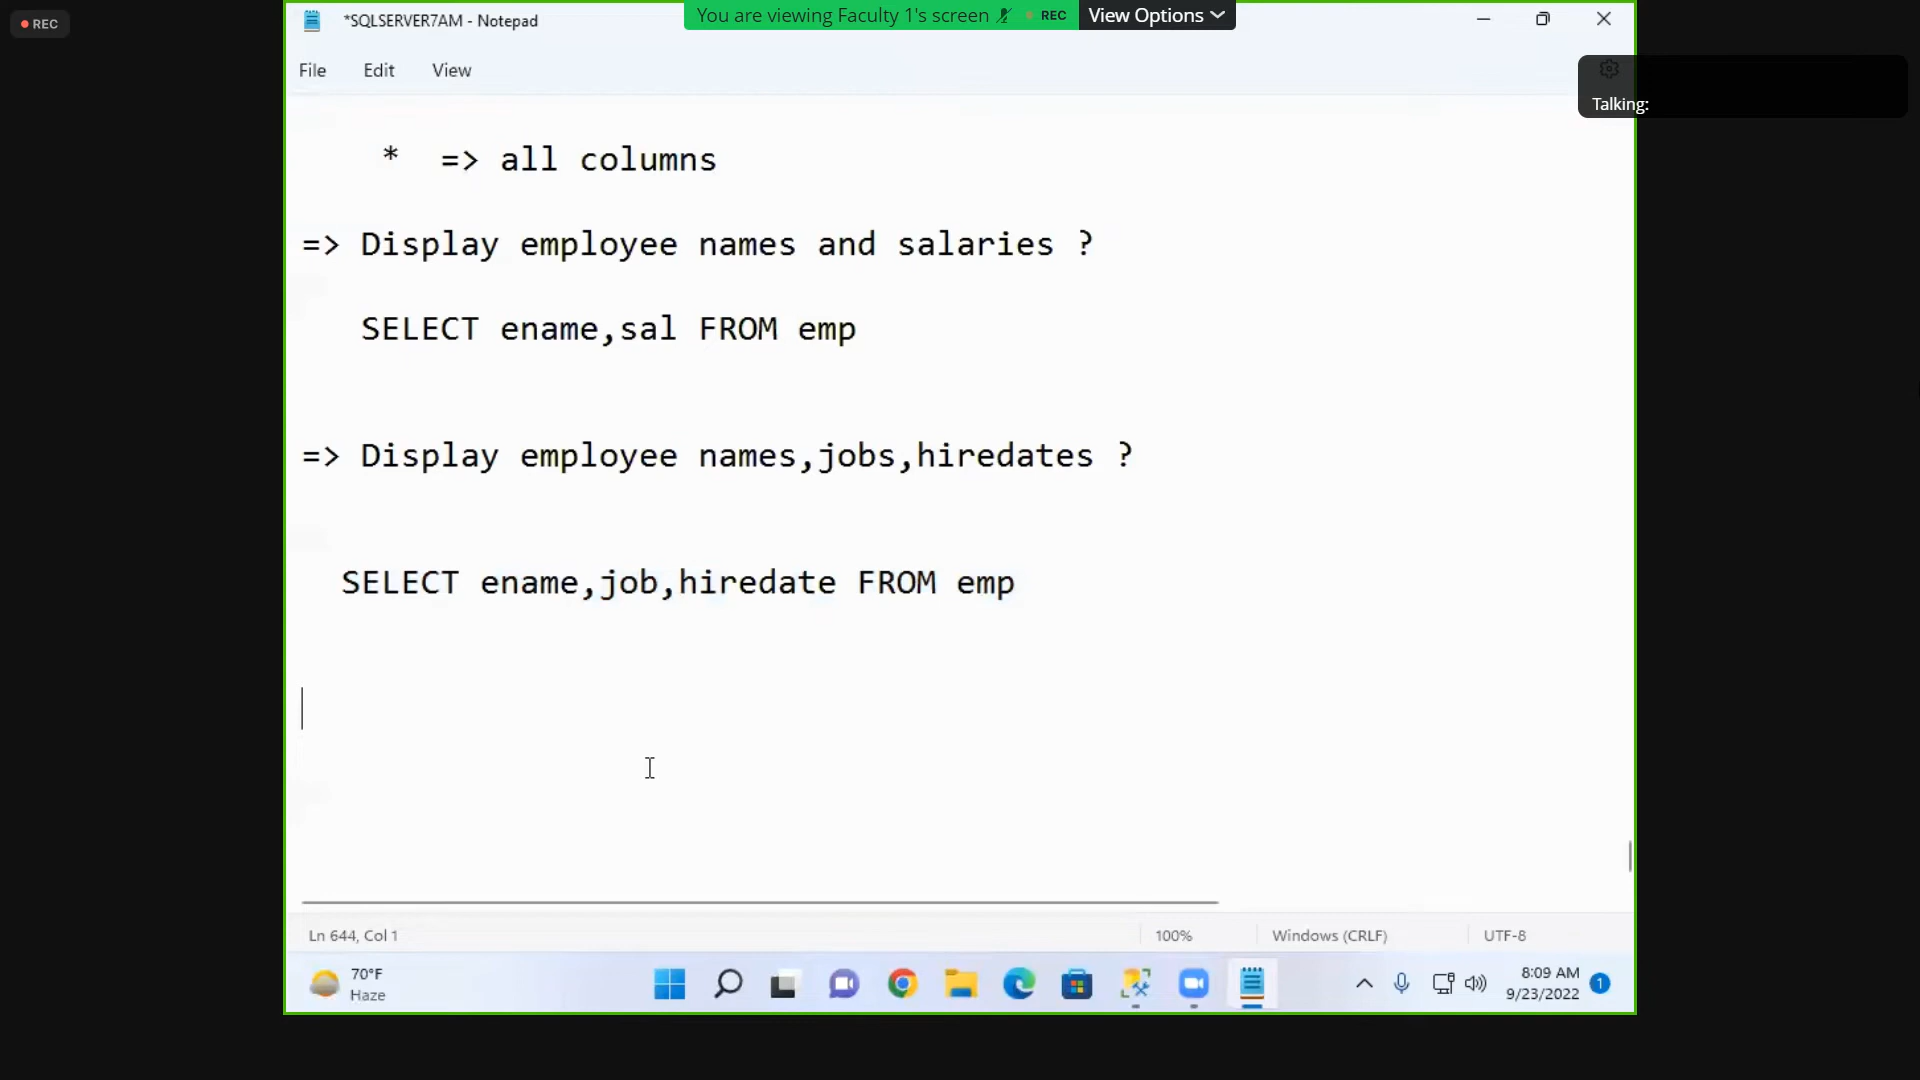 REC
*SQLSERVER7AM - Notepad
You are viewing Faculty 1's screen REC View Options
File Edit View
Talking:
* => all columns
=> Display employee names and salaries ?
SELECT ename,sal FROM emp
=> Display employee names,jobs,hiredates ?
SELECT ename,job,hiredate FROM emp
Ln 644, Col 1 100% Windows (CRLF) UTF-8
70°F
Haze
8:09 AM
9/23/2022
1